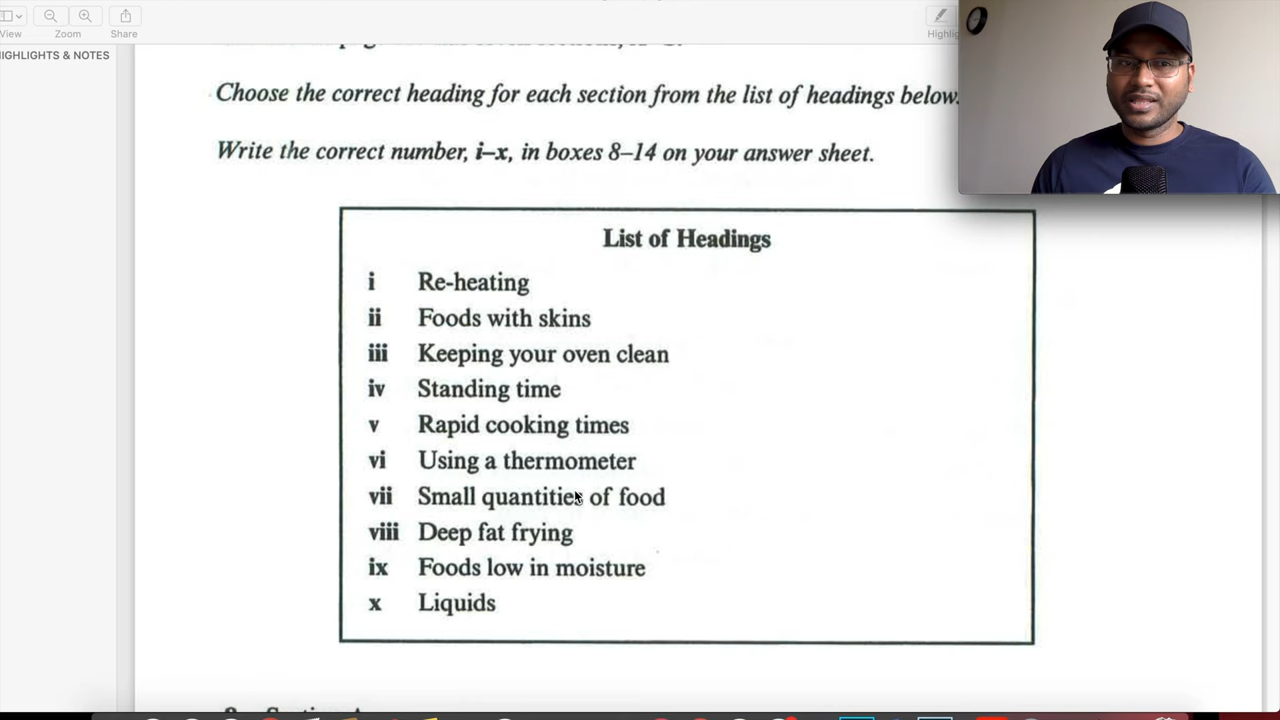 View
Zoom
Share
Highlig
HIGHLIGHTS & NOTES
Choose the correct heading for each section from the list of headings below.
Write the correct number, i–x, in boxes 8–14 on your answer sheet.
List of Headings
i Re-heating
ii Foods with skins
iii Keeping your oven clean
iv Standing time
v Rapid cooking times
vi Using a thermometer
vii Small quantities of food
viii Deep fat frying
ix Foods low in moisture
x Liquids